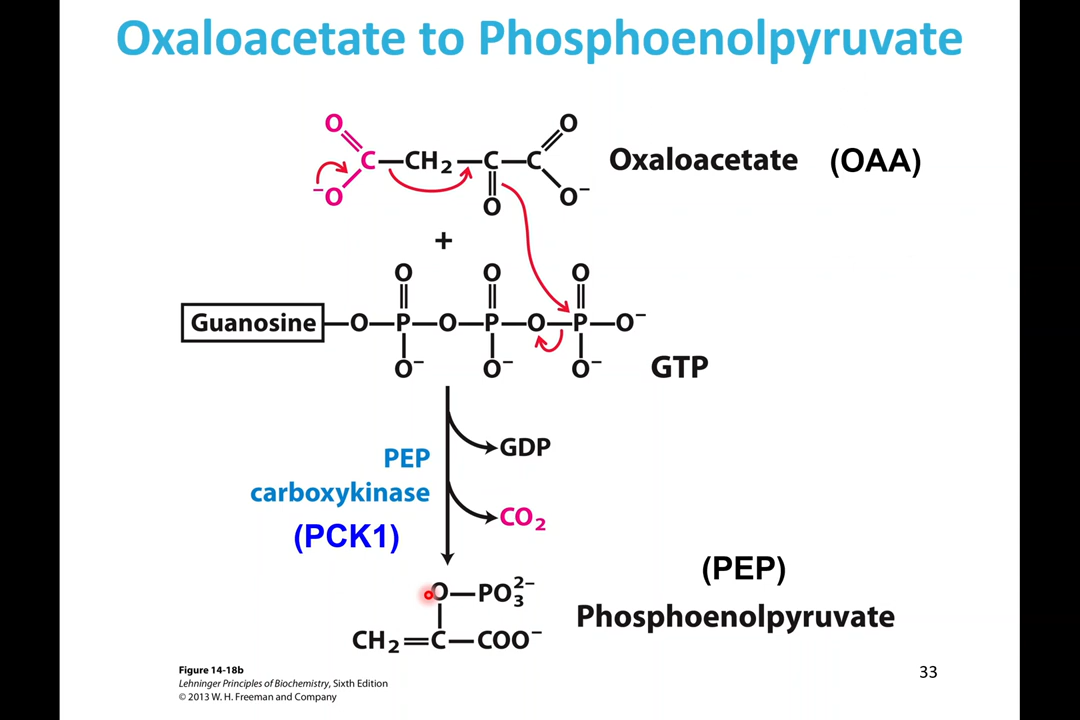 Oxaloacetate to Phosphoenolpyruvate
O O
C—CH₂—C—C Oxaloacetate (OAA)
⁻O O O⁻
+
O O O
Guanosine—O—P—O—P—O—P—O⁻
O⁻ O⁻ O⁻ GTP
GDP
PEP
carboxykinase
CO₂
(PCK1)
(PEP)
O—PO₃²⁻
Phosphoenolpyruvate
CH₂=C—COO⁻
Figure 14-18b
Lehninger Principles of Biochemistry, Sixth Edition
© 2013 W. H. Freeman and Company
33